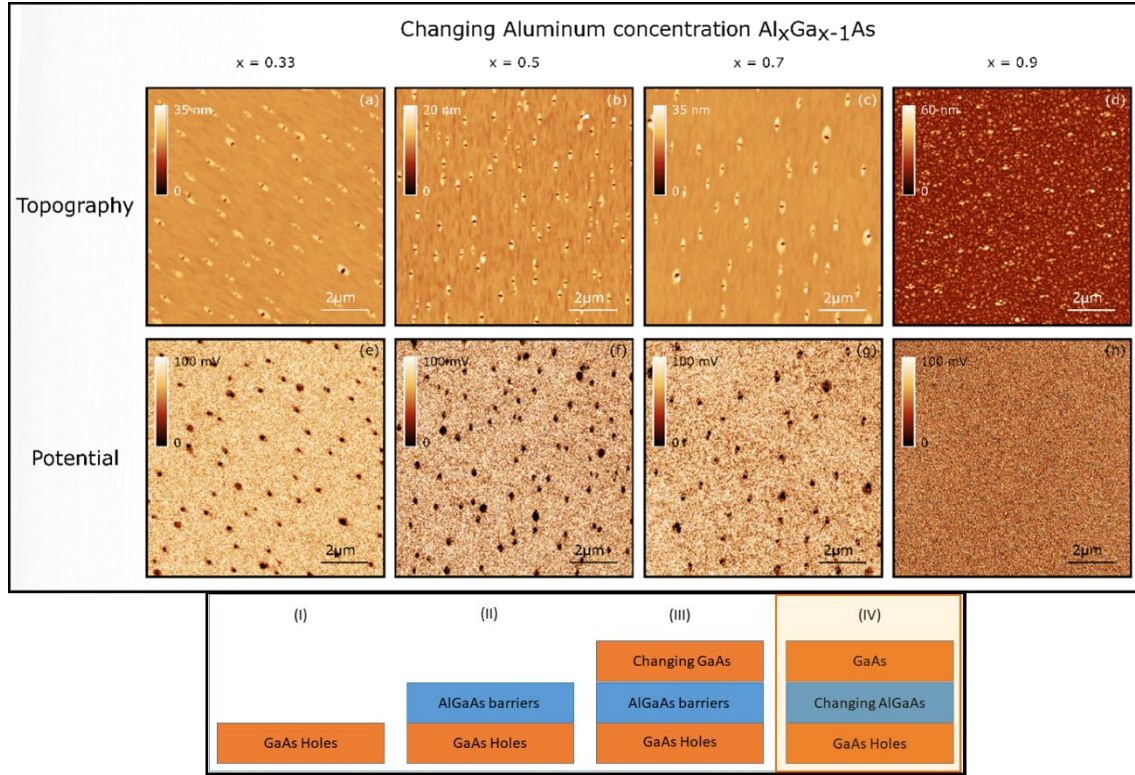 Changing Aluminum concentration AlxGax-1As
x = 0.33 x = 0.5 x = 0.7 x = 0.9
Topography
35 nm (a) 20 nm (b) 35 nm (c) 60 nm (d)
0 0 0 0
2μm 2μm 2μm 2μm
Potential
100 mV (e) 100 mV (f) 100 mV (g) 100 mV (h)
0 0 0 0
2μm 2μm 2μm 2μm
(I) (II) (III) (IV)
Changing GaAs GaAs
AlGaAs barriers AlGaAs barriers Changing AlGaAs
GaAs Holes GaAs Holes GaAs Holes GaAs Holes